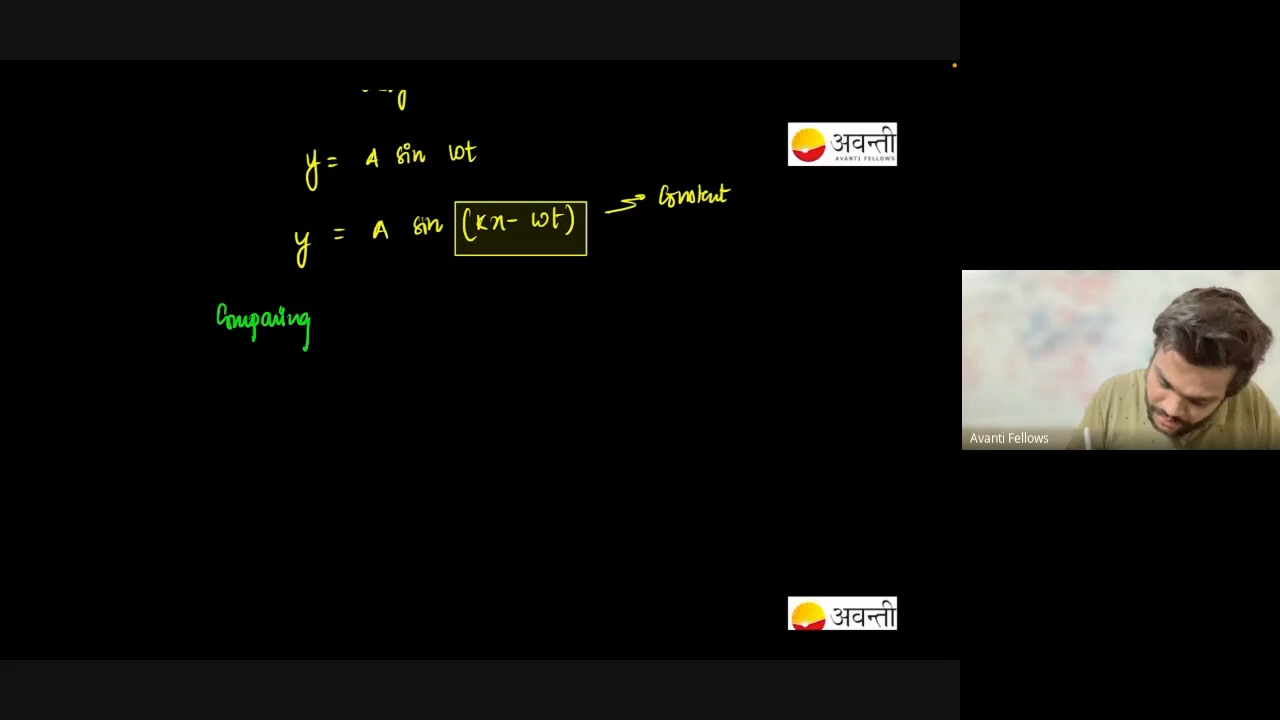 y = A sin ωt
अवन्ती
AVANTI FELLOWS
y = A sin (kx - ωt) → Constant
Comparing
Avanti Fellows
अवन्ती